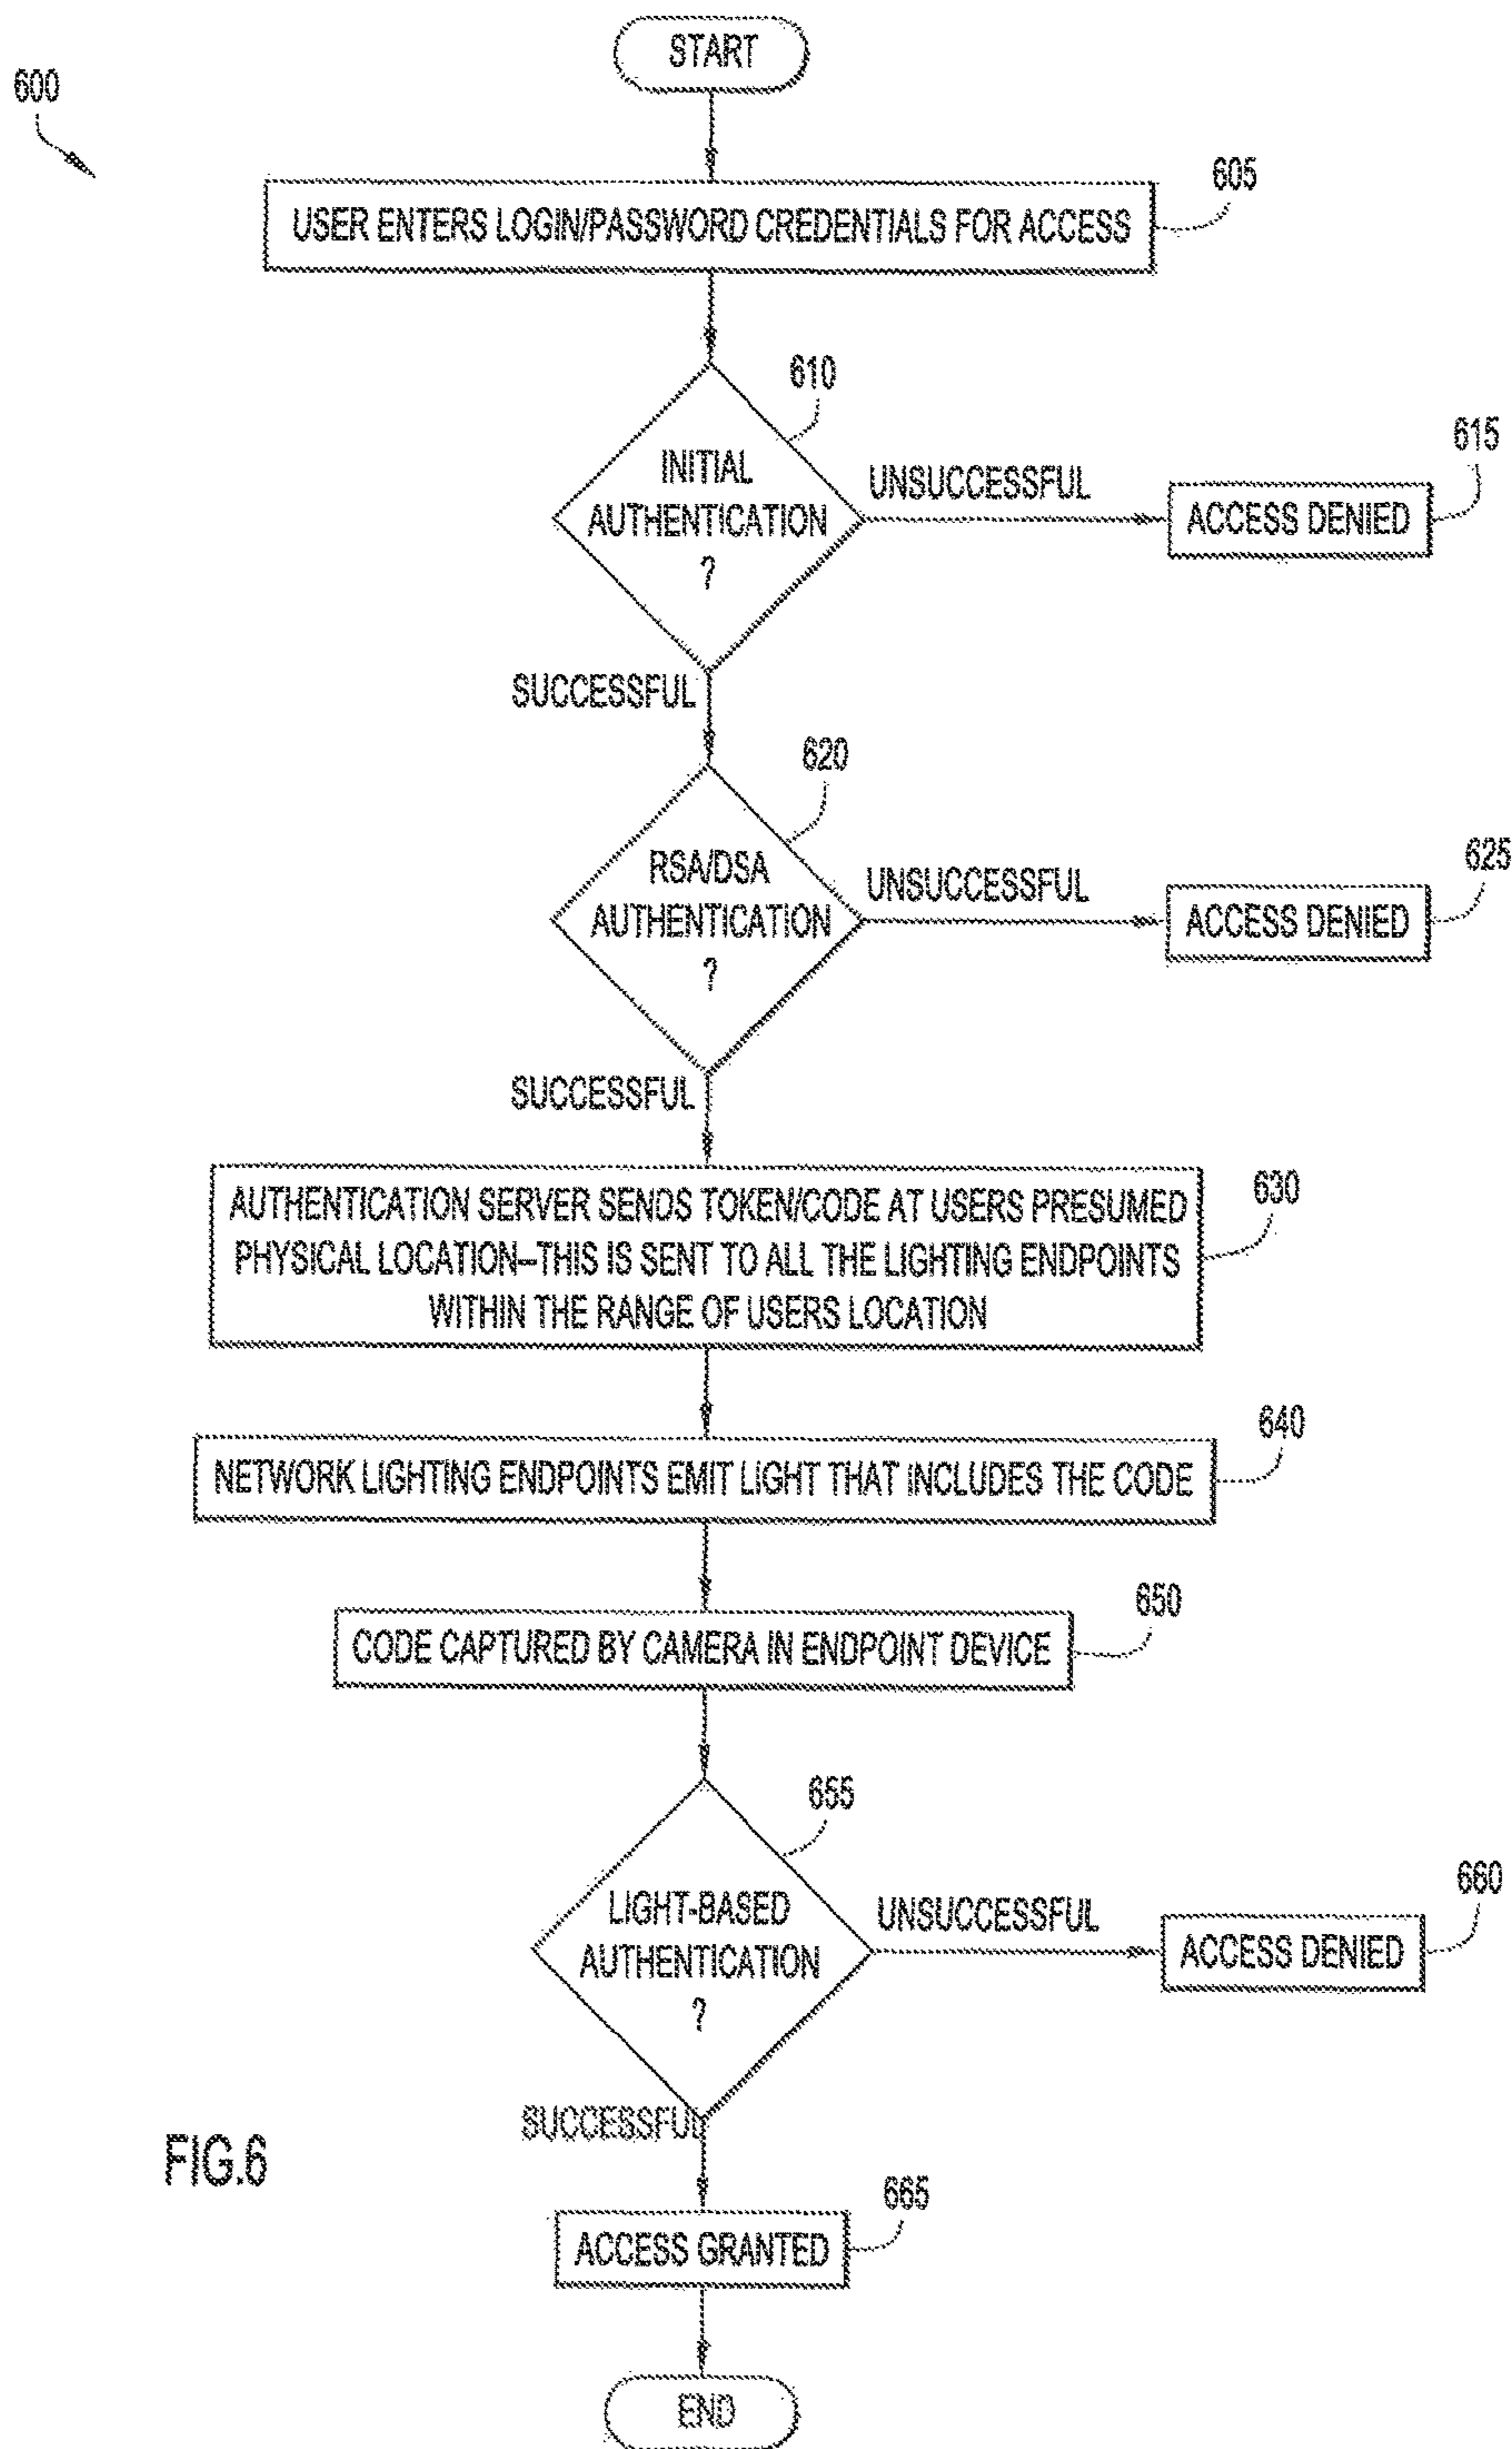 START
600
605
USER ENTERS LOGIN/PASSWORD CREDENTIALS FOR ACCESS
610
INITIAL
AUTHENTICATION
?
UNSUCCESSFUL
615
ACCESS DENIED
SUCCESSFUL
620
RSA/DSA
AUTHENTICATION
?
UNSUCCESSFUL
625
ACCESS DENIED
SUCCESSFUL
630
AUTHENTICATION SERVER SENDS TOKEN/CODE AT USERS PRESUMED
PHYSICAL LOCATION–THIS IS SENT TO ALL THE LIGHTING ENDPOINTS
WITHIN THE RANGE OF USERS LOCATION
640
NETWORK LIGHTING ENDPOINTS EMIT LIGHT THAT INCLUDES THE CODE
650
CODE CAPTURED BY CAMERA IN ENDPOINT DEVICE
655
LIGHT-BASED
AUTHENTICATION
?
UNSUCCESSFUL
660
ACCESS DENIED
SUCCESSFUL
FIG.6
665
ACCESS GRANTED
END